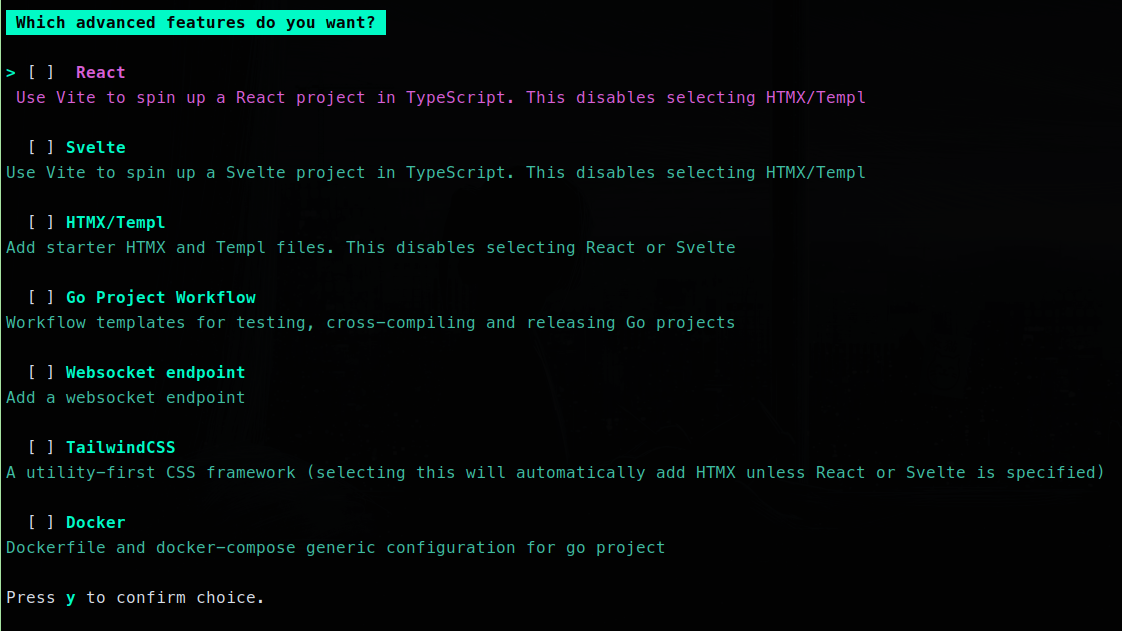 Which advanced features do you want?
> [ ] React
Use Vite to spin up a React project in TypeScript. This disables selecting HTMX/Templ
[ ] Svelte
Use Vite to spin up a Svelte project in TypeScript. This disables selecting HTMX/Templ
[ ] HTMX/Templ
Add starter HTMX and Templ files. This disables selecting React or Svelte
[ ] Go Project Workflow
Workflow templates for testing, cross-compiling and releasing Go projects
[ ] Websocket endpoint
Add a websocket endpoint
[ ] TailwindCSS
A utility-first CSS framework (selecting this will automatically add HTMX unless React or Svelte is specified)
[ ] Docker
Dockerfile and docker-compose generic configuration for go project
Press y to confirm choice.